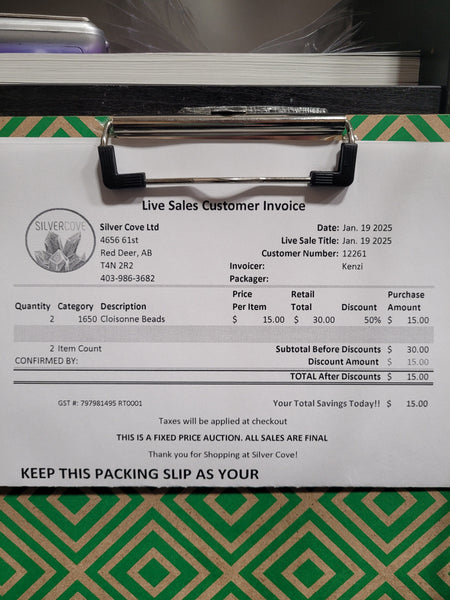 Live Sales Customer Invoice
SILVERCOVE
Silver Cove Ltd
4656 61st
Red Deer, AB
T4N 2R2
403-986-3682
Date: Jan. 19 2025
Live Sale Title: Jan. 19 2025
Customer Number: 12261
Invoicer: Kenzi
Packager:
Quantity Category Description Price Per Item Retail Total Discount Purchase Amount
2 1650 Cloisonne Beads $ 15.00 $ 30.00 50% $ 15.00
2 Item Count Subtotal Before Discounts $ 30.00
CONFIRMED BY: Discount Amount $ 15.00
TOTAL After Discounts $ 15.00
GST #: 797981495 RT0001 Your Total Savings Today!! $ 15.00
Taxes will be applied at checkout
THIS IS A FIXED PRICE AUCTION. ALL SALES ARE FINAL
Thank you for Shopping at Silver Cove!
KEEP THIS PACKING SLIP AS YOUR